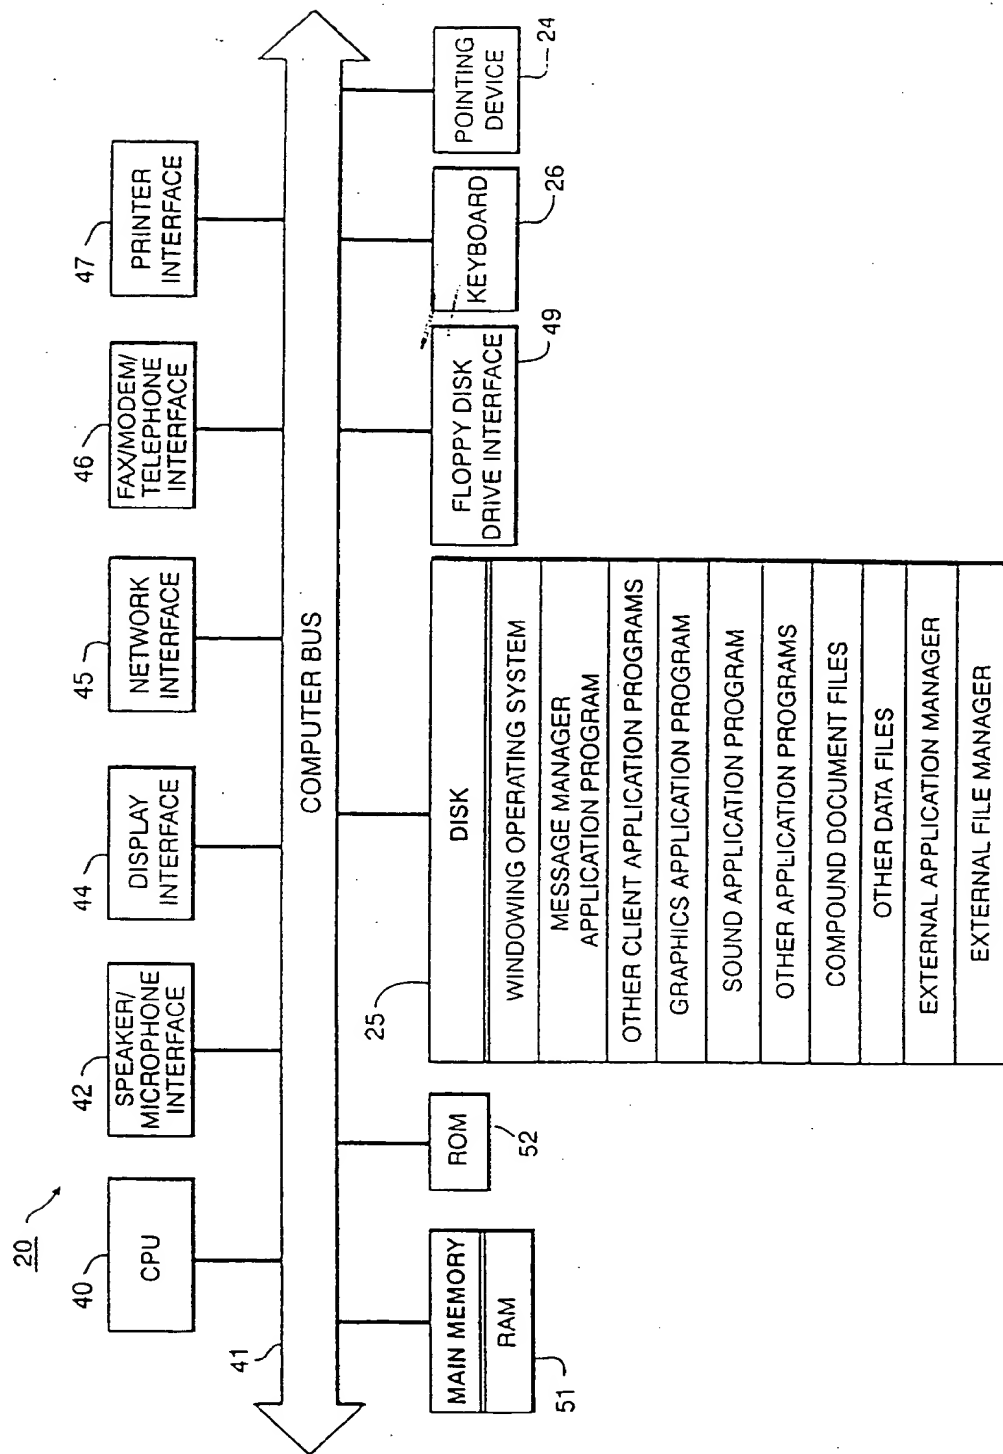 20
40
CPU
42
SPEAKER/
MICROPHONE
INTERFACE
44
DISPLAY
INTERFACE
45
NETWORK
INTERFACE
46
FAX/MODEM/
TELEPHONE
INTERFACE
47
PRINTER
INTERFACE
41
COMPUTER BUS
MAIN MEMORY
RAM
51
ROM
52
25
DISK
WINDOWING OPERATING SYSTEM
MESSAGE MANAGER
APPLICATION PROGRAM
OTHER CLIENT APPLICATION PROGRAMS
GRAPHICS APPLICATION PROGRAM
SOUND APPLICATION PROGRAM
OTHER APPLICATION PROGRAMS
COMPOUND DOCUMENT FILES
OTHER DATA FILES
EXTERNAL APPLICATION MANAGER
EXTERNAL FILE MANAGER
FLOPPY DISK
DRIVE INTERFACE
49
KEYBOARD
26
POINTING
DEVICE
24